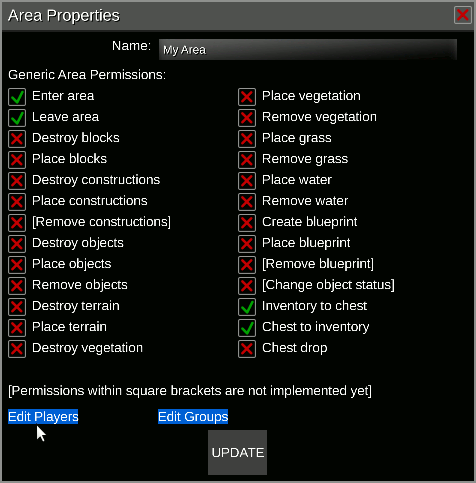 Area Properties
Name: My Area
Generic Area Permissions:
Enter area
Leave area
Destroy blocks
Place blocks
Destroy constructions
Place constructions
[Remove constructions]
Destroy objects
Place objects
Remove objects
Destroy terrain
Place terrain
Destroy vegetation
Place vegetation
Remove vegetation
Place grass
Remove grass
Place water
Remove water
Create blueprint
Place blueprint
[Remove blueprint]
[Change object status]
Inventory to chest
Chest to inventory
Chest drop
[Permissions within square brackets are not implemented yet]
Edit Players Edit Groups
UPDATE